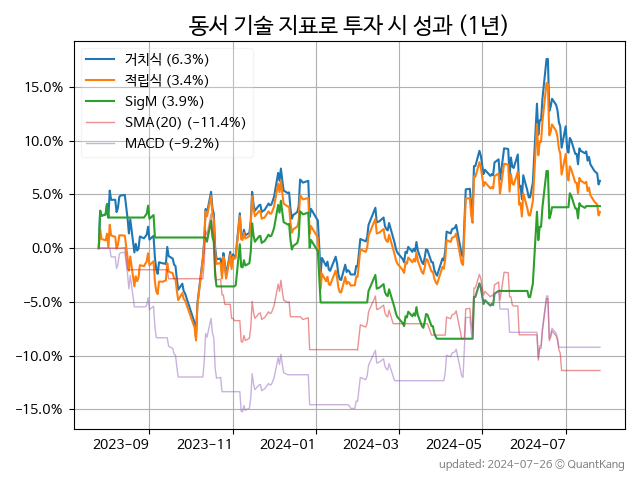 동서 기술 지표로 투자 시 성과 (1년)
거치식 (6.3%)
적립식 (3.4%)
SigM (3.9%)
SMA(20) (-11.4%)
MACD (-9.2%)
15.0%
10.0%
5.0%
0.0%
-5.0%
-10.0%
-15.0%
2023-09 2023-11 2024-01 2024-03 2024-05 2024-07
updated: 2024-07-26 © QuantKang